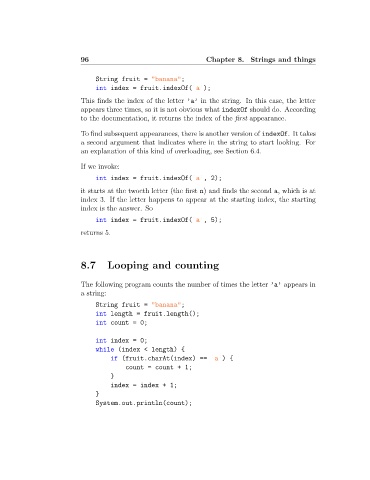 96 Chapter 8. Strings and things
String fruit = "banana";
int index = fruit.indexOf( a );
This finds the index of the letter 'a' in the string. In this case, the letter
appears three times, so it is not obvious what indexOf should do. According
to the documentation, it returns the index of the first appearance.
To find subsequent appearances, there is another version of indexOf. It takes
a second argument that indicates where in the string to start looking. For
an explanation of this kind of overloading, see Section 6.4.
If we invoke:
int index = fruit.indexOf( a , 2);
it starts at the twoeth letter (the first n) and finds the second a, which is at
index 3. If the letter happens to appear at the starting index, the starting
index is the answer. So
int index = fruit.indexOf( a , 5);
returns 5.
8.7 Looping and counting
The following program counts the number of times the letter 'a' appears in
a string:
String fruit = "banana";
int length = fruit.length();
int count = 0;
int index = 0;
while (index < length) {
if (fruit.charAt(index) == a ) {
count = count + 1;
}
index = index + 1;
}
System.out.println(count);